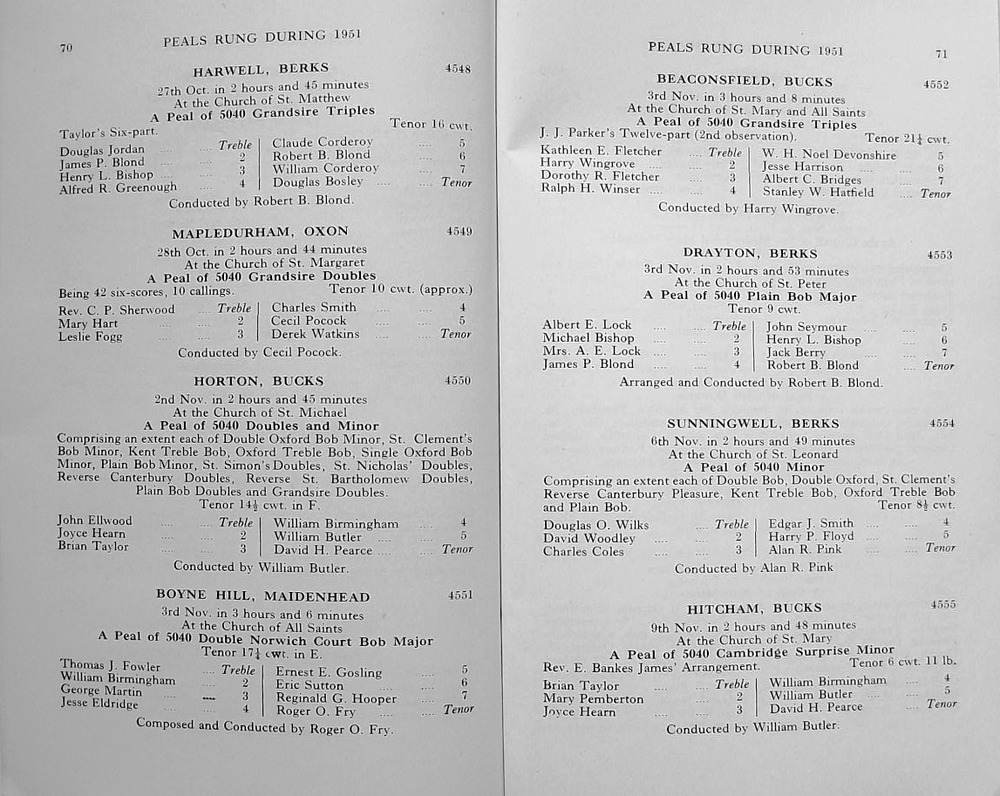 70
PEALS RUNG DURING 1951
HARWELL, BERKS 4548
27th Oct. in 2 hours and 45 minutes
At the Church of St. Matthew
A Peal of 5040 Grandsire Triples
Taylor's Six-part. Tenor 16 cwt.
Douglas Jordan .... Treble | Claude Corderoy .... 5
James P. Blond .... 2 | Robert B. Blond .... 6
Henry L. Bishop .... 3 | William Corderoy .... 7
Alfred R. Greenough .... 4 | Douglas Bosley .... .... Tenor
Conducted by Robert B. Blond.
MAPLEDURHAM, OXON 4549
28th Oct. in 2 hours and 44 minutes
At the Church of St. Margaret
A Peal of 5040 Grandsire Doubles
Being 42 six-scores, 10 callings. Tenor 10 cwt. (approx.)
Rev. C. P. Sherwood .... Treble | Charles Smith .... .... 4
Mary Hart .... .... 2 | Cecil Pocock .... .... 5
Leslie Fogg .... .... 3 | Derek Watkins .... .... Tenor
Conducted by Cecil Pocock.
HORTON, BUCKS 4550
2nd Nov. in 2 hours and 45 minutes
At the Church of St. Michael
A Peal of 5040 Doubles and Minor
Comprising an extent each of Double Oxford Bob Minor, St. Clement's
Bob Minor, Kent Treble Bob, Oxford Treble Bob, Single Oxford Bob
Minor, Plain Bob Minor, St. Simon's Doubles, St. Nicholas' Doubles,
Reverse Canterbury Doubles, Reverse St. Bartholomew Doubles,
Plain Bob Doubles and Grandsire Doubles.
Tenor 14½ cwt. in F.
John Ellwood .... .... Treble | William Birmingham .... 4
Joyce Hearn .... .... 2 | William Butler .... .... 5
Brian Taylor .... .... 3 | David H. Pearce .... .... Tenor
Conducted by William Butler.
BOYNE HILL, MAIDENHEAD 4551
3rd Nov. in 3 hours and 6 minutes
At the Church of All Saints
A Peal of 5040 Double Norwich Court Bob Major
Tenor 17¼ cwt. in E.
Thomas J. Fowler .... Treble | Ernest E. Gosling .... 5
William Birmingham .... 2 | Eric Sutton .... .... 6
George Martin .... .... 3 | Reginald G. Hooper .... 7
Jesse Eldridge .... .... 4 | Roger O. Fry .... .... Tenor
Composed and Conducted by Roger O. Fry.
PEALS RUNG DURING 1951
71
BEACONSFIELD, BUCKS 4552
3rd Nov. in 3 hours and 8 minutes
At the Church of St. Mary and All Saints
A Peal of 5040 Grandsire Triples
J. J. Parker's Twelve-part (2nd observation). Tenor 21¼ cwt.
Kathleen E. Fletcher .... Treble | W. H. Noel Devonshire 5
Harry Wingrove .... .... 2 | Jesse Harrison .... .... 6
Dorothy R. Fletcher .... 3 | Albert C. Bridges .... 7
Ralph H. Winser .... .... 4 | Stanley W. Hatfield .... Tenor
Conducted by Harry Wingrove.
DRAYTON, BERKS 4553
3rd Nov. in 2 hours and 53 minutes
At the Church of St. Peter
A Peal of 5040 Plain Bob Major
Tenor 9 cwt.
Albert E. Lock .... .... Treble | John Seymour .... .... 5
Michael Bishop .... .... 2 | Henry L. Bishop .... 6
Mrs. A. E. Lock .... .... 3 | Jack Berry .... .... 7
James P. Blond .... .... 4 | Robert B. Blond .... Tenor
Arranged and Conducted by Robert B. Blond.
SUNNINGWELL, BERKS 4554
6th Nov. in 2 hours and 49 minutes
At the Church of St. Leonard
A Peal of 5040 Minor
Comprising an extent each of Double Bob, Double Oxford, St. Clement's
Reverse Canterbury Pleasure, Kent Treble Bob, Oxford Treble Bob
and Plain Bob. Tenor 8½ cwt.
Douglas O. Wilks .... Treble | Edgar J. Smith .... .... 4
David Woodley .... .... 2 | Harry P. Floyd .... .... 5
Charles Coles .... .... 3 | Alan R. Pink .... .... Tenor
Conducted by Alan R. Pink
HITCHAM, BUCKS 4555
9th Nov. in 2 hours and 48 minutes
At the Church of St. Mary
A Peal of 5040 Cambridge Surprise Minor
Rev. E. Bankes James' Arrangement. Tenor 6 cwt. 11 lb.
Brian Taylor .... .... Treble | William Birmingham .... 4
Mary Pemberton .... .... 2 | William Butler .... .... 5
Joyce Hearn .... .... 3 | David H. Pearce .... Tenor
Conducted by William Butler.